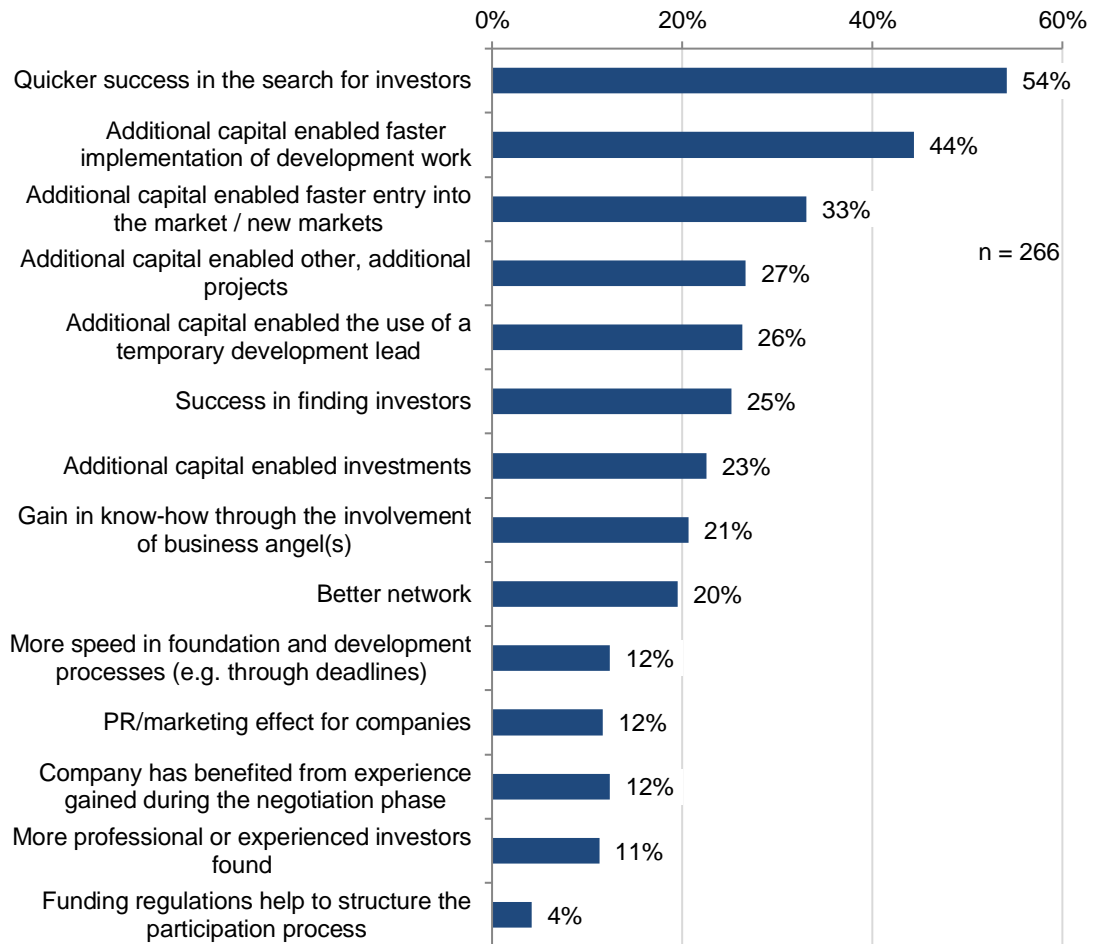 0% 20% 40% 60%
Quicker success in the search for investors 54%
Additional capital enabled faster
implementation of development work 44%
Additional capital enabled faster entry into
the market / new markets 33%
n = 266
Additional capital enabled other, additional
projects 27%
Additional capital enabled the use of a
temporary development lead 26%
Success in finding investors 25%
Additional capital enabled investments 23%
Gain in know-how through the involvement
of business angel(s) 21%
Better network 20%
More speed in foundation and development
processes (e.g. through deadlines) 12%
PR/marketing effect for companies 12%
Company has benefited from experience
gained during the negotiation phase 12%
More professional or experienced investors
found 11%
Funding regulations help to structure the
participation process 4%